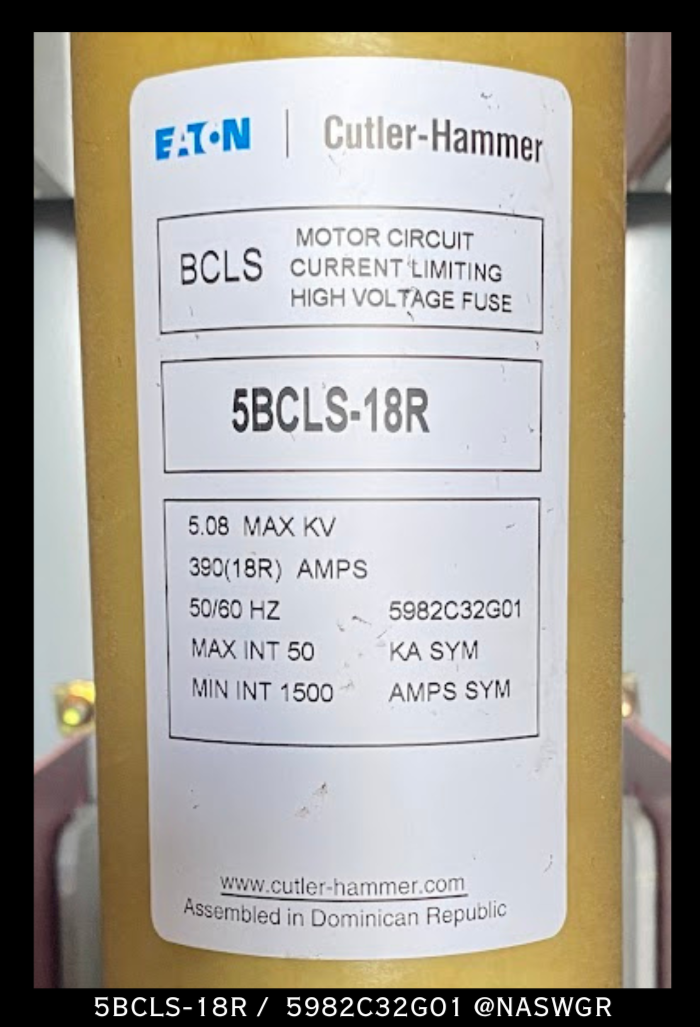 EATON | Cutler-Hammer
BCLS
MOTOR CIRCUIT
CURRENT LIMITING
HIGH VOLTAGE FUSE
5BCLS-18R
5.08 MAX KV
390(18R) AMPS
50/60 HZ 5982C32G01
MAX INT 50 KA SYM
MIN INT 1500 AMPS SYM
www.cutler-hammer.com
Assembled in Dominican Republic
5BCLS-18R / 5982C32G01 @NASWGR